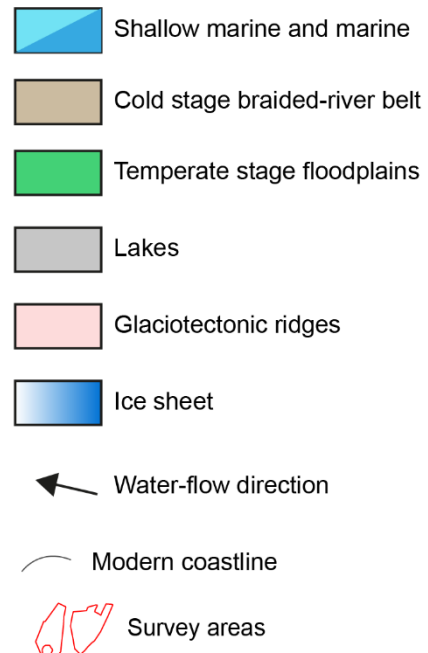 Shallow marine and marine
Cold stage braided-river belt
Temperate stage floodplains
Lakes
Glaciotectonic ridges
Ice sheet
Water-flow direction
Modern coastline
Survey areas